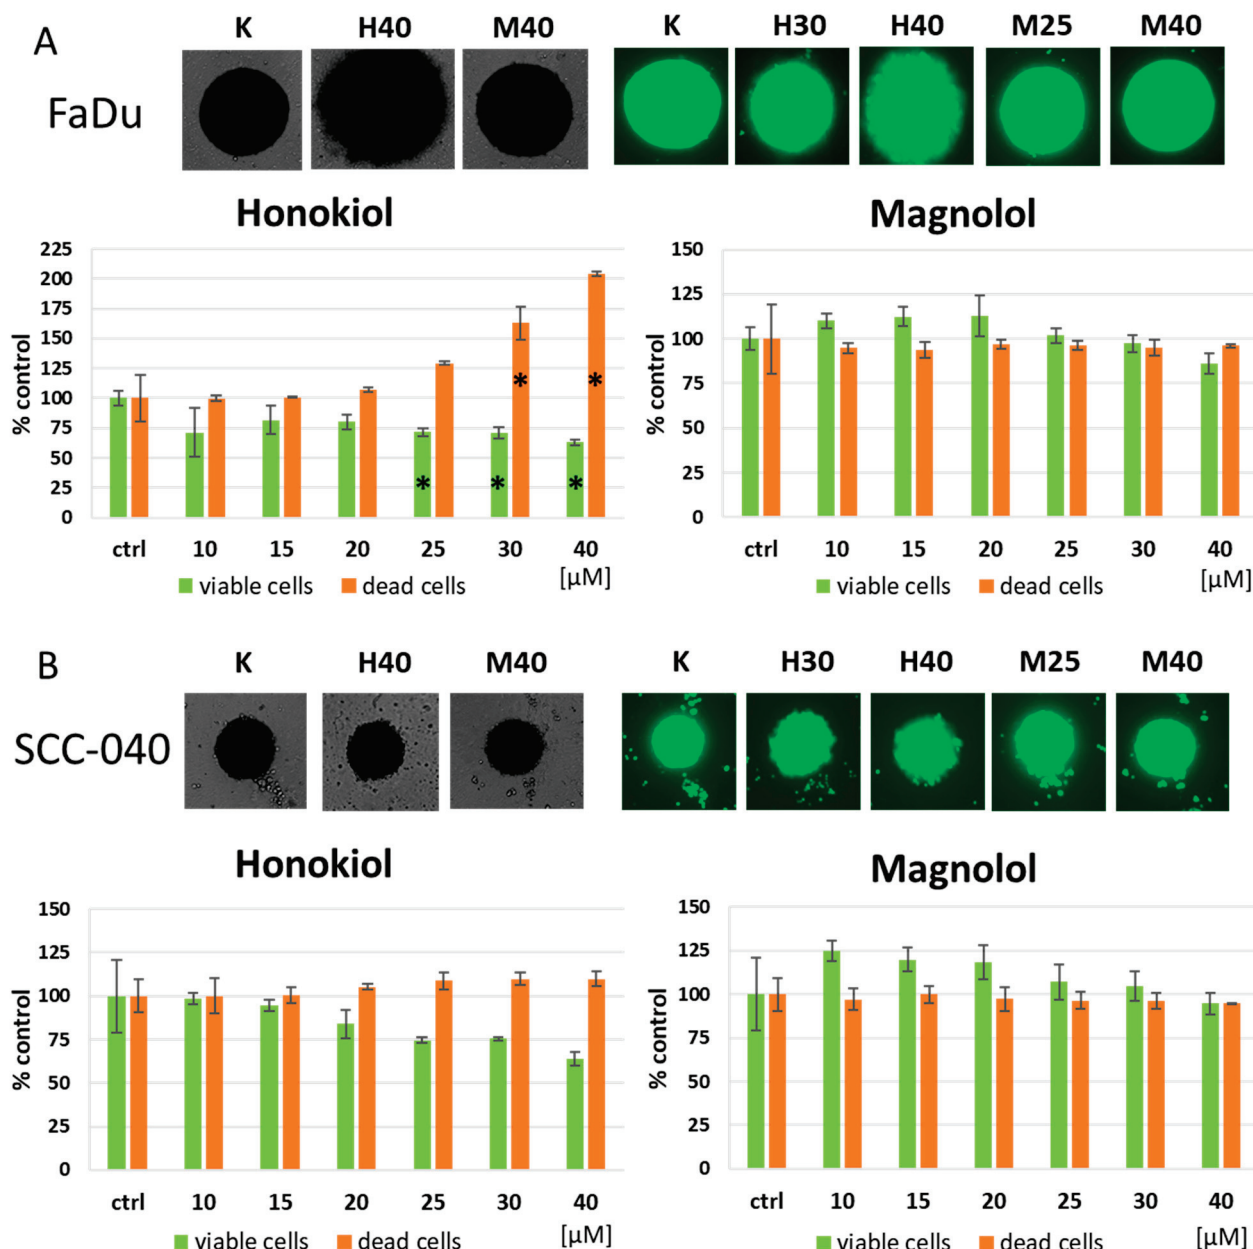 A
K H40 M40 K H30 H40 M25 M40
FaDu
Honokiol
Magnolol
225
200
175
150
125
100
75
50
25
0
% control
* * * * *
ctrl 10 15 20 25 30 40
[µM]
viable cells dead cells
150
125
100
75
50
25
0
% control
ctrl 10 15 20 25 30 40
[µM]
viable cells dead cells
B
K H40 M40 K H30 H40 M25 M40
SCC-040
Honokiol
Magnolol
150
125
100
75
50
25
0
% control
ctrl 10 15 20 25 30 40
[µM]
viable cells dead cells
150
125
100
75
50
25
0
% control
ctrl 10 15 20 25 30 40
[µM]
viable cells dead cells